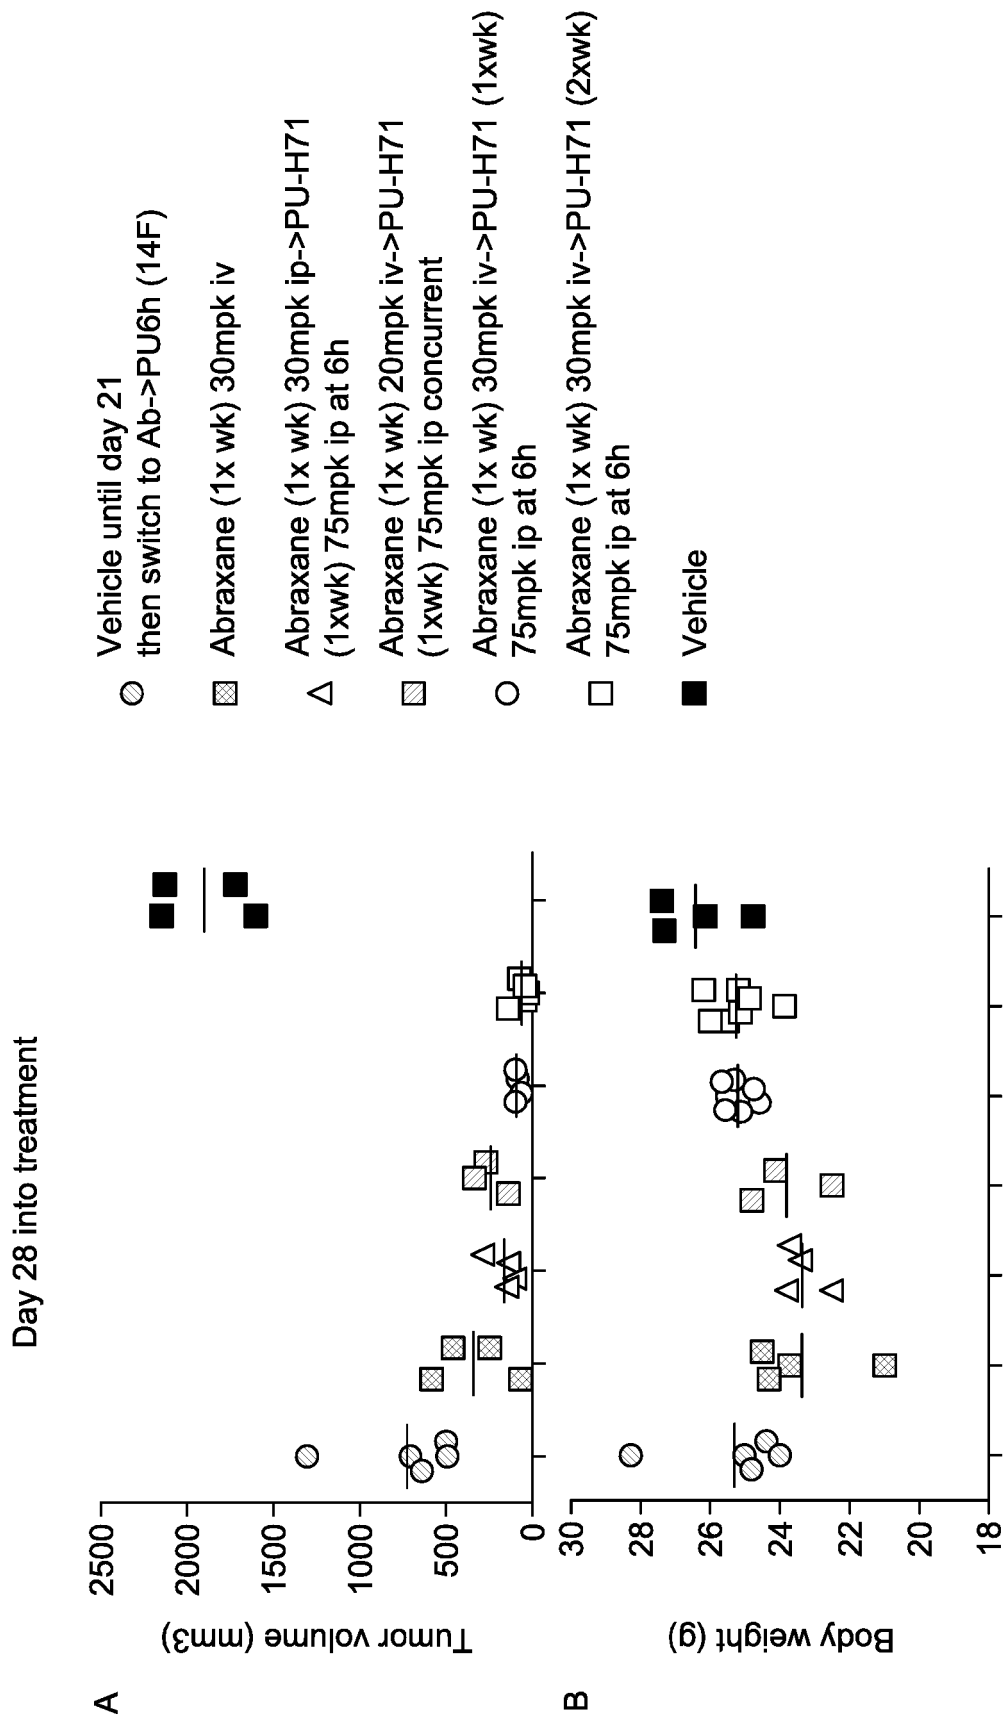 Day 28 into treatment
A
Tumor volume (mm3)
2500
2000
1500
1000
500
0
B
Body weight (g)
30
28
26
24
22
20
18
Vehicle until day 21
then switch to Ab->PU6h (14F)
Abraxane (1x wk) 30mpk iv
Abraxane (1x wk) 30mpk ip->PU-H71
(1xwk) 75mpk ip at 6h
Abraxane (1x wk) 20mpk iv->PU-H71
(1xwk) 75mpk ip concurrent
Abraxane (1x wk) 30mpk iv->PU-H71 (1xwk)
75mpk ip at 6h
Abraxane (1x wk) 30mpk iv->PU-H71 (2xwk)
75mpk ip at 6h
Vehicle